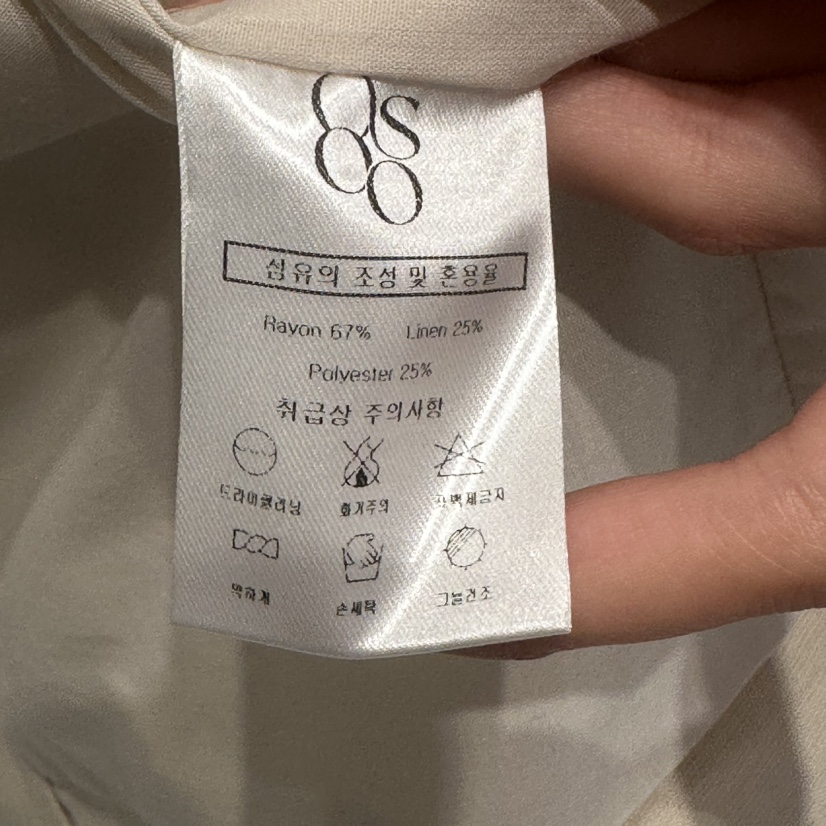 섬유의 조성 및 혼용율
Rayon 67% Linen 25%
Polyester 25%
취급상 주의사항
드라이클리닝 화기주의 표백제금지
약하게 손세탁 그늘건조